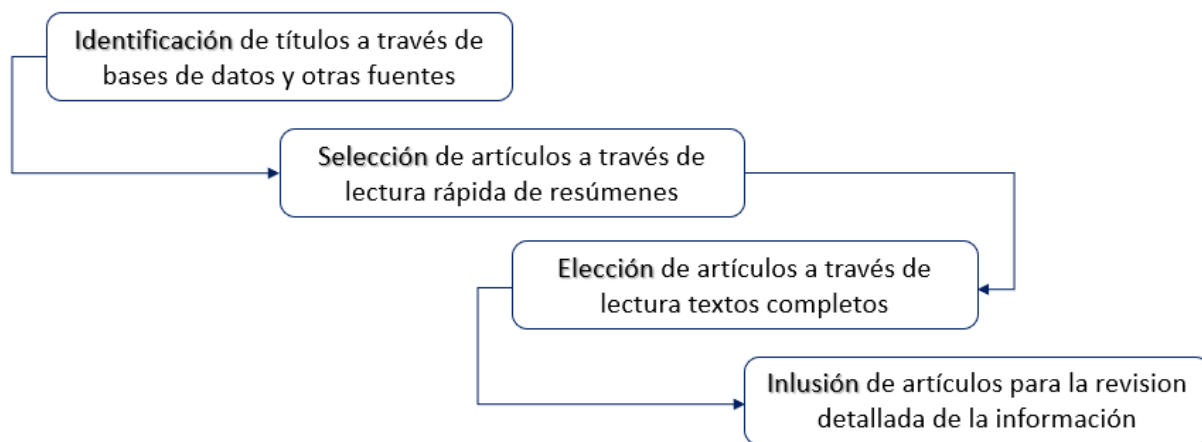 Identificación de títulos a través de
bases de datos y otras fuentes
Selección de artículos a través de
lectura rápida de resúmenes
Elección de artículos a través de
lectura textos completos
Inlusión de artículos para la revision
detallada de la información